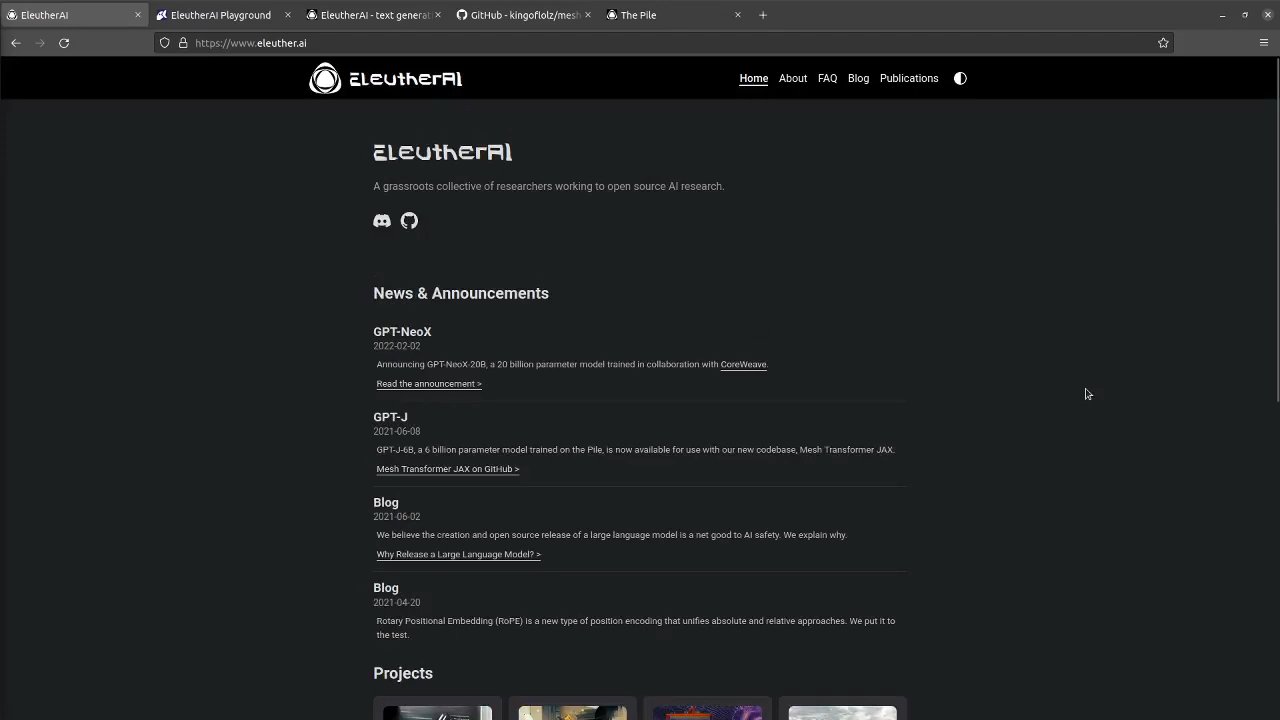 EleutherAI
EleutherAI Playground
EleutherAI - text generat
GitHub - kingoflolz/mesh
The Pile
https://www.eleuther.ai
EleutherAI
Home
About
FAQ
Blog
Publications
EleutherAI
A grassroots collective of researchers working to open source AI research.
News & Announcements
GPT-NeoX
2022-02-02
Announcing GPT-NeoX-20B, a 20 billion parameter model trained in collaboration with CoreWeave.
Read the announcement >
GPT-J
2021-06-08
GPT-J-6B, a 6 billion parameter model trained on the Pile, is now available for use with our new codebase, Mesh Transformer JAX.
Mesh Transformer JAX on GitHub >
Blog
2021-06-02
We believe the creation and open source release of a large language model is a net good to AI safety. We explain why.
Why Release a Large Language Model? >
Blog
2021-04-20
Rotary Positional Embedding (RoPE) is a new type of position encoding that unifies absolute and relative approaches. We put it to
the test.
Projects